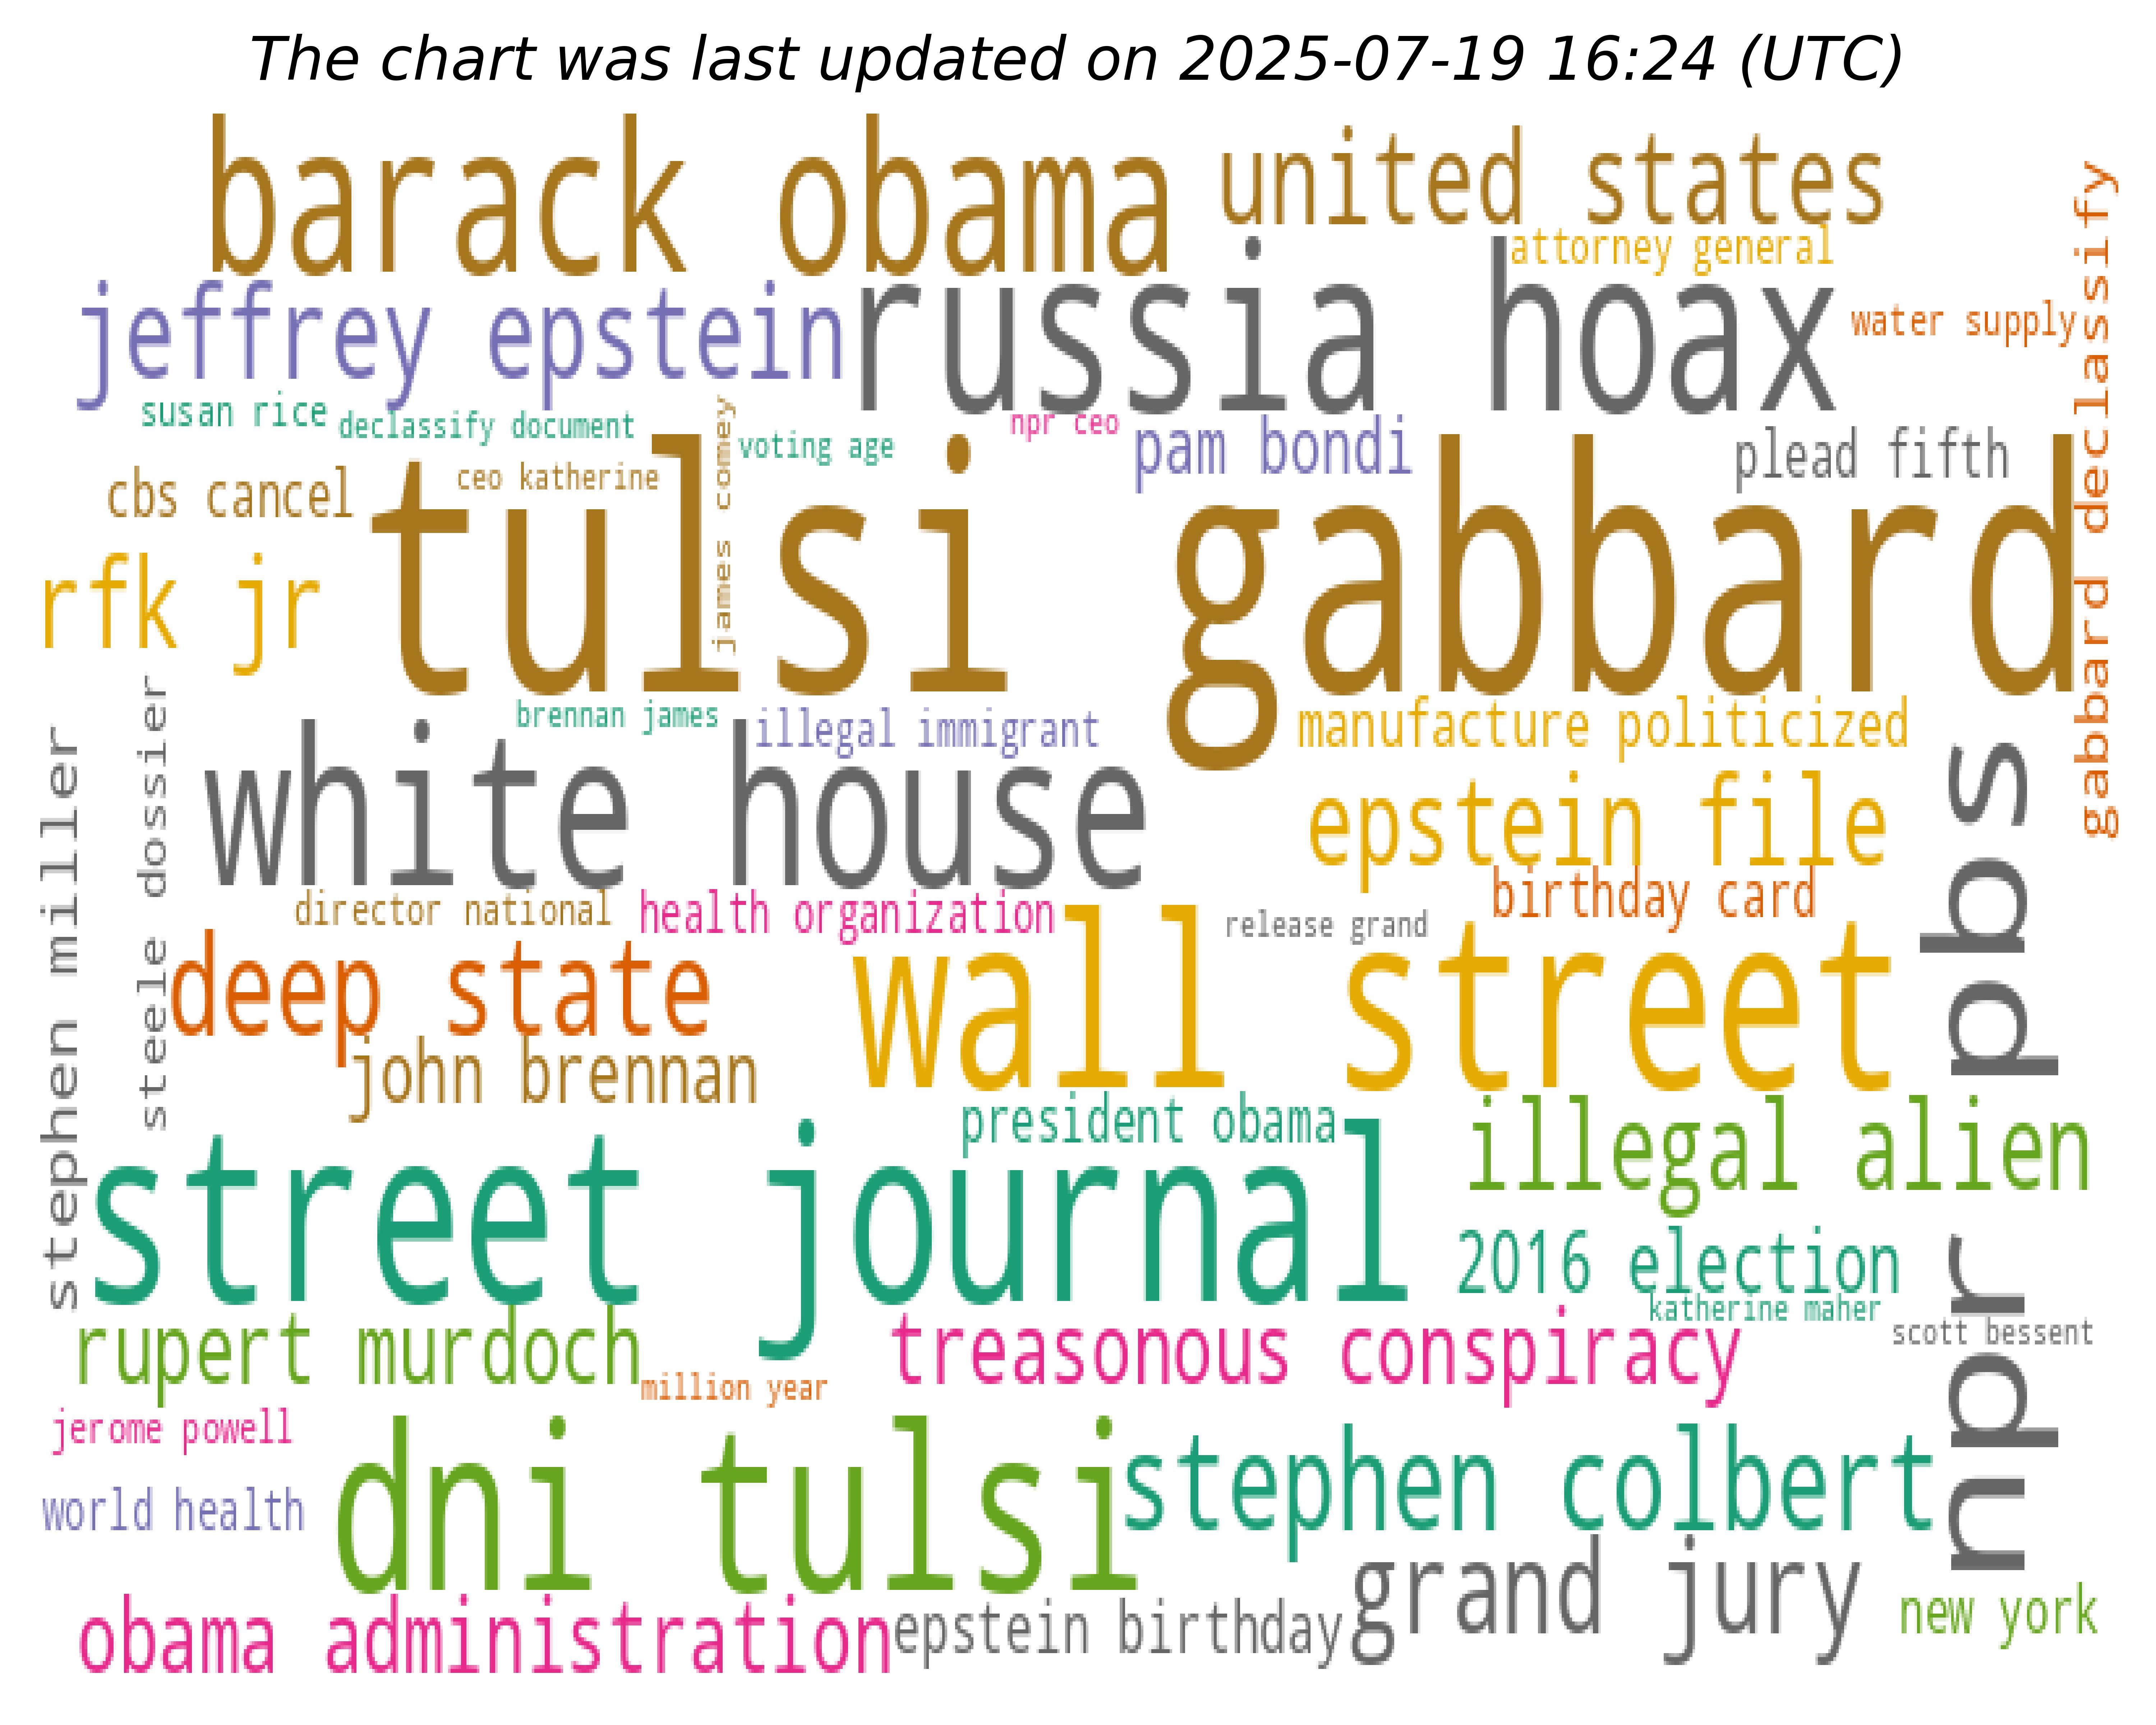 The chart was last updated on 2025-07-19 16:24 (UTC)
barack obama
united states
attorney general
jeffrey epstein
russia hoax
water supply
gabbard declassify
susan rice
declassify document
james comey
voting age
npr ceo
pam bondi
plead fifth
cbs cancel
ceo katherine
tulsi gabbard
rfk jr
brennan james
illegal immigrant
manufacture politicized
stephen miller
steele dossier
white house
epstein file
npr pbs
birthday card
director national
health organization
release grand
deep state
wall street
john brennan
president obama
illegal alien
street journal
2016 election
katherine maher
scott bessent
rupert murdoch
treasonous conspiracy
million year
jerome powell
dni tulsi
stephen colbert
world health
grand jury
new york
obama administration
epstein birthday